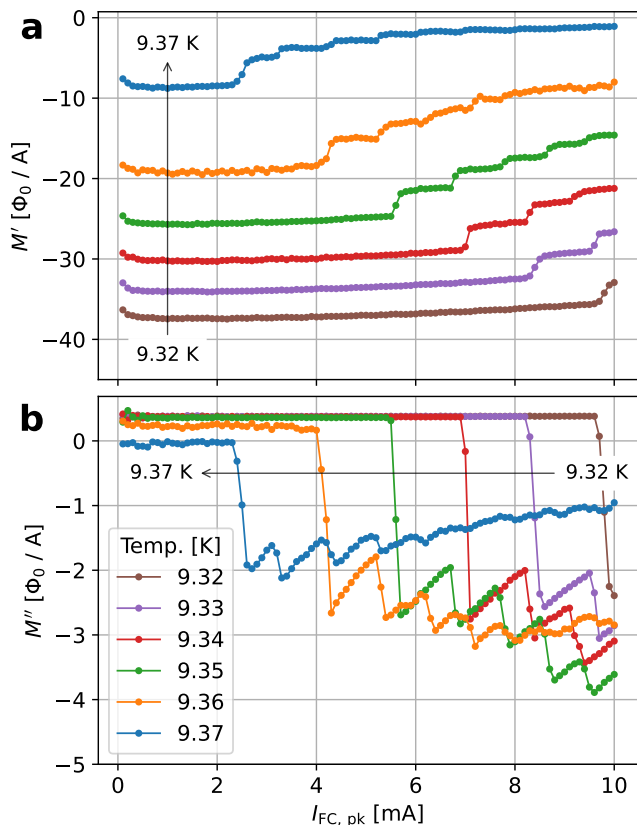 a
0
−10
−20
−30
−40
M′ [Φ₀ / A]
9.37 K
9.32 K
b
0
−1
−2
−3
−4
−5
M″ [Φ₀ / A]
9.37 K
9.32 K
Temp. [K]
9.32
9.33
9.34
9.35
9.36
9.37
0 2 4 6 8 10
I_FC, pk [mA]